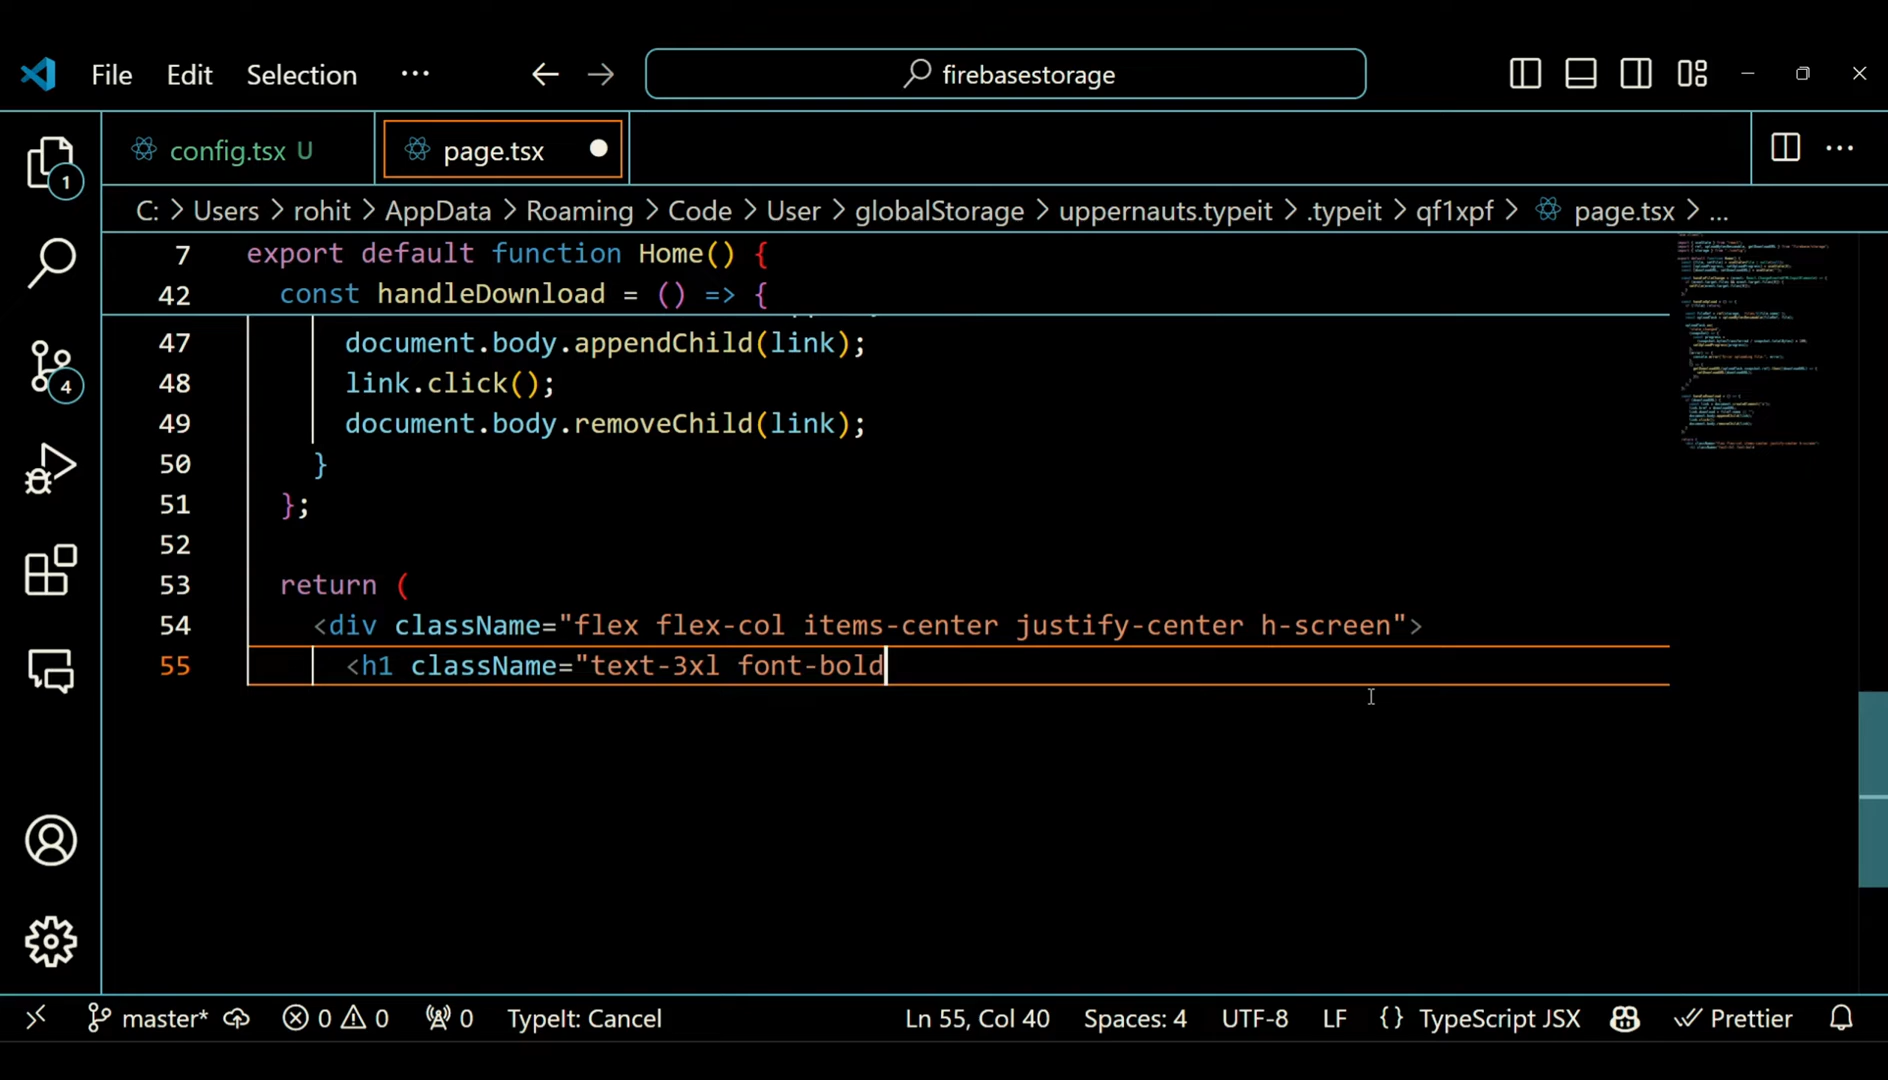 File Edit Selection ··· firebasestorage
config.tsx U page.tsx
C: > Users > rohit > AppData > Roaming > Code > User > globalStorage > uppernauts.typeit > .typeit > qf1xpf > page.tsx > ...
7 export default function Home() {
42 const handleDownload = () => {
47 document.body.appendChild(link);
48 link.click();
49 document.body.removeChild(link);
50 }
51 };
52
53 return (
54 <div className="flex flex-col items-center justify-center h-screen">
55 <h1 className="text-3xl font-bold
1
4
master* 0 0 0 TypeIt: Cancel Ln 55, Col 40 Spaces: 4 UTF-8 LF {} TypeScript JSX Prettier